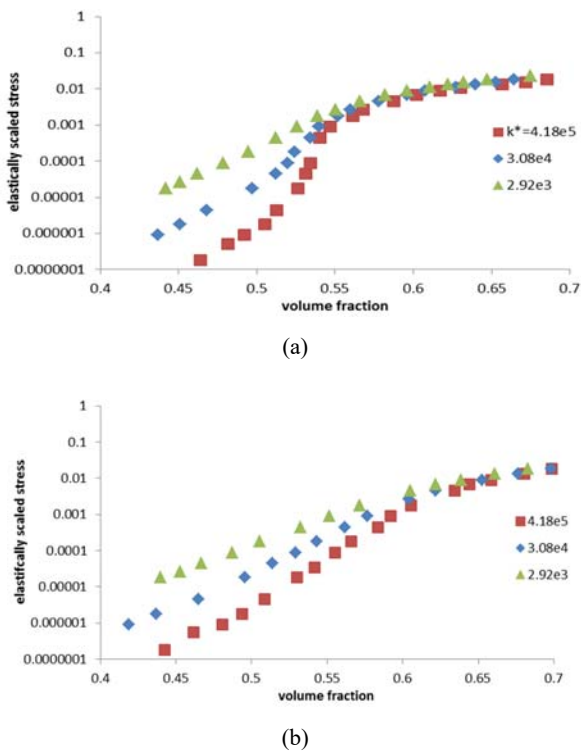 1
0.1
0.01
0.001
0.0001
0.00001
0.000001
0.0000001
elastically scaled stress
k*=4.18e5
3.08e4
2.92e3
0.4 0.45 0.5 0.55 0.6 0.65 0.7
volume fraction
(a)
1
0.1
0.01
0.001
0.0001
0.00001
0.000001
0.0000001
elastifcally scaled stress
4.18e5
3.08e4
2.92e3
0.4 0.45 0.5 0.55 0.6 0.65 0.7
volume fraction
(b)